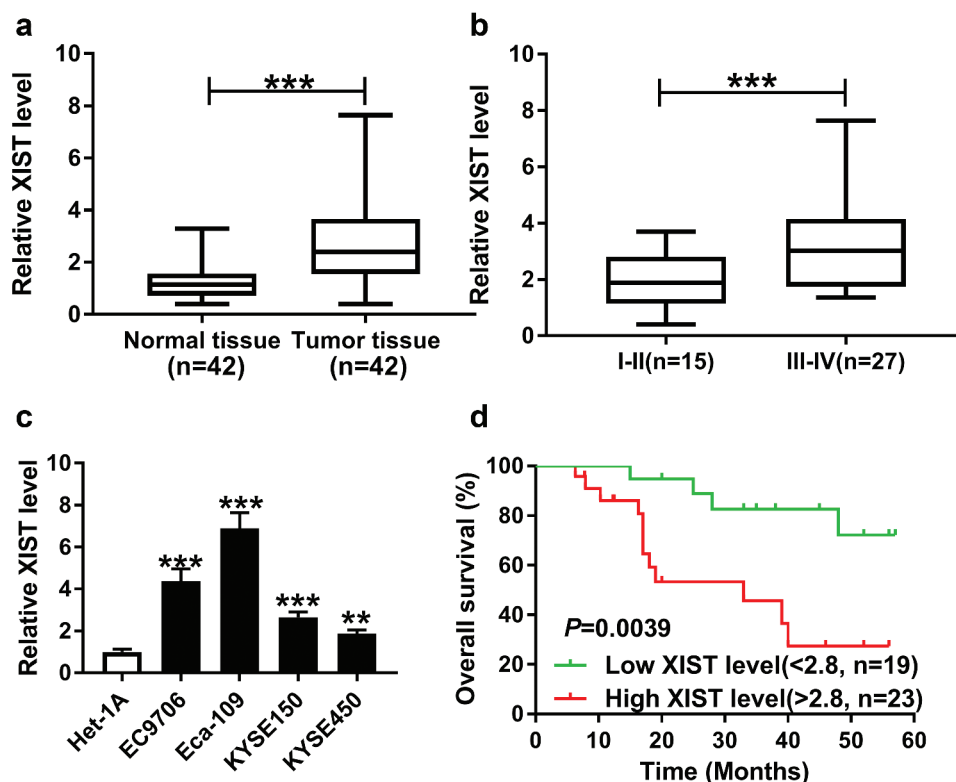 a
Relative XIST level
10
8
6
4
2
0
***
Normal tissue
(n=42)
Tumor tissue
(n=42)
b
Relative XIST level
10
8
6
4
2
0
***
I-II(n=15)
III-IV(n=27)
c
Relative XIST level
10
8
6
4
2
0
***
***
***
**
Het-1A
EC9706
Eca-109
KYSE150
KYSE450
d
Overall survival (%)
100
80
60
40
20
0
P=0.0039
Low XIST level(<2.8, n=19)
High XIST level(>2.8, n=23)
0 10 20 30 40 50 60
Time (Months)